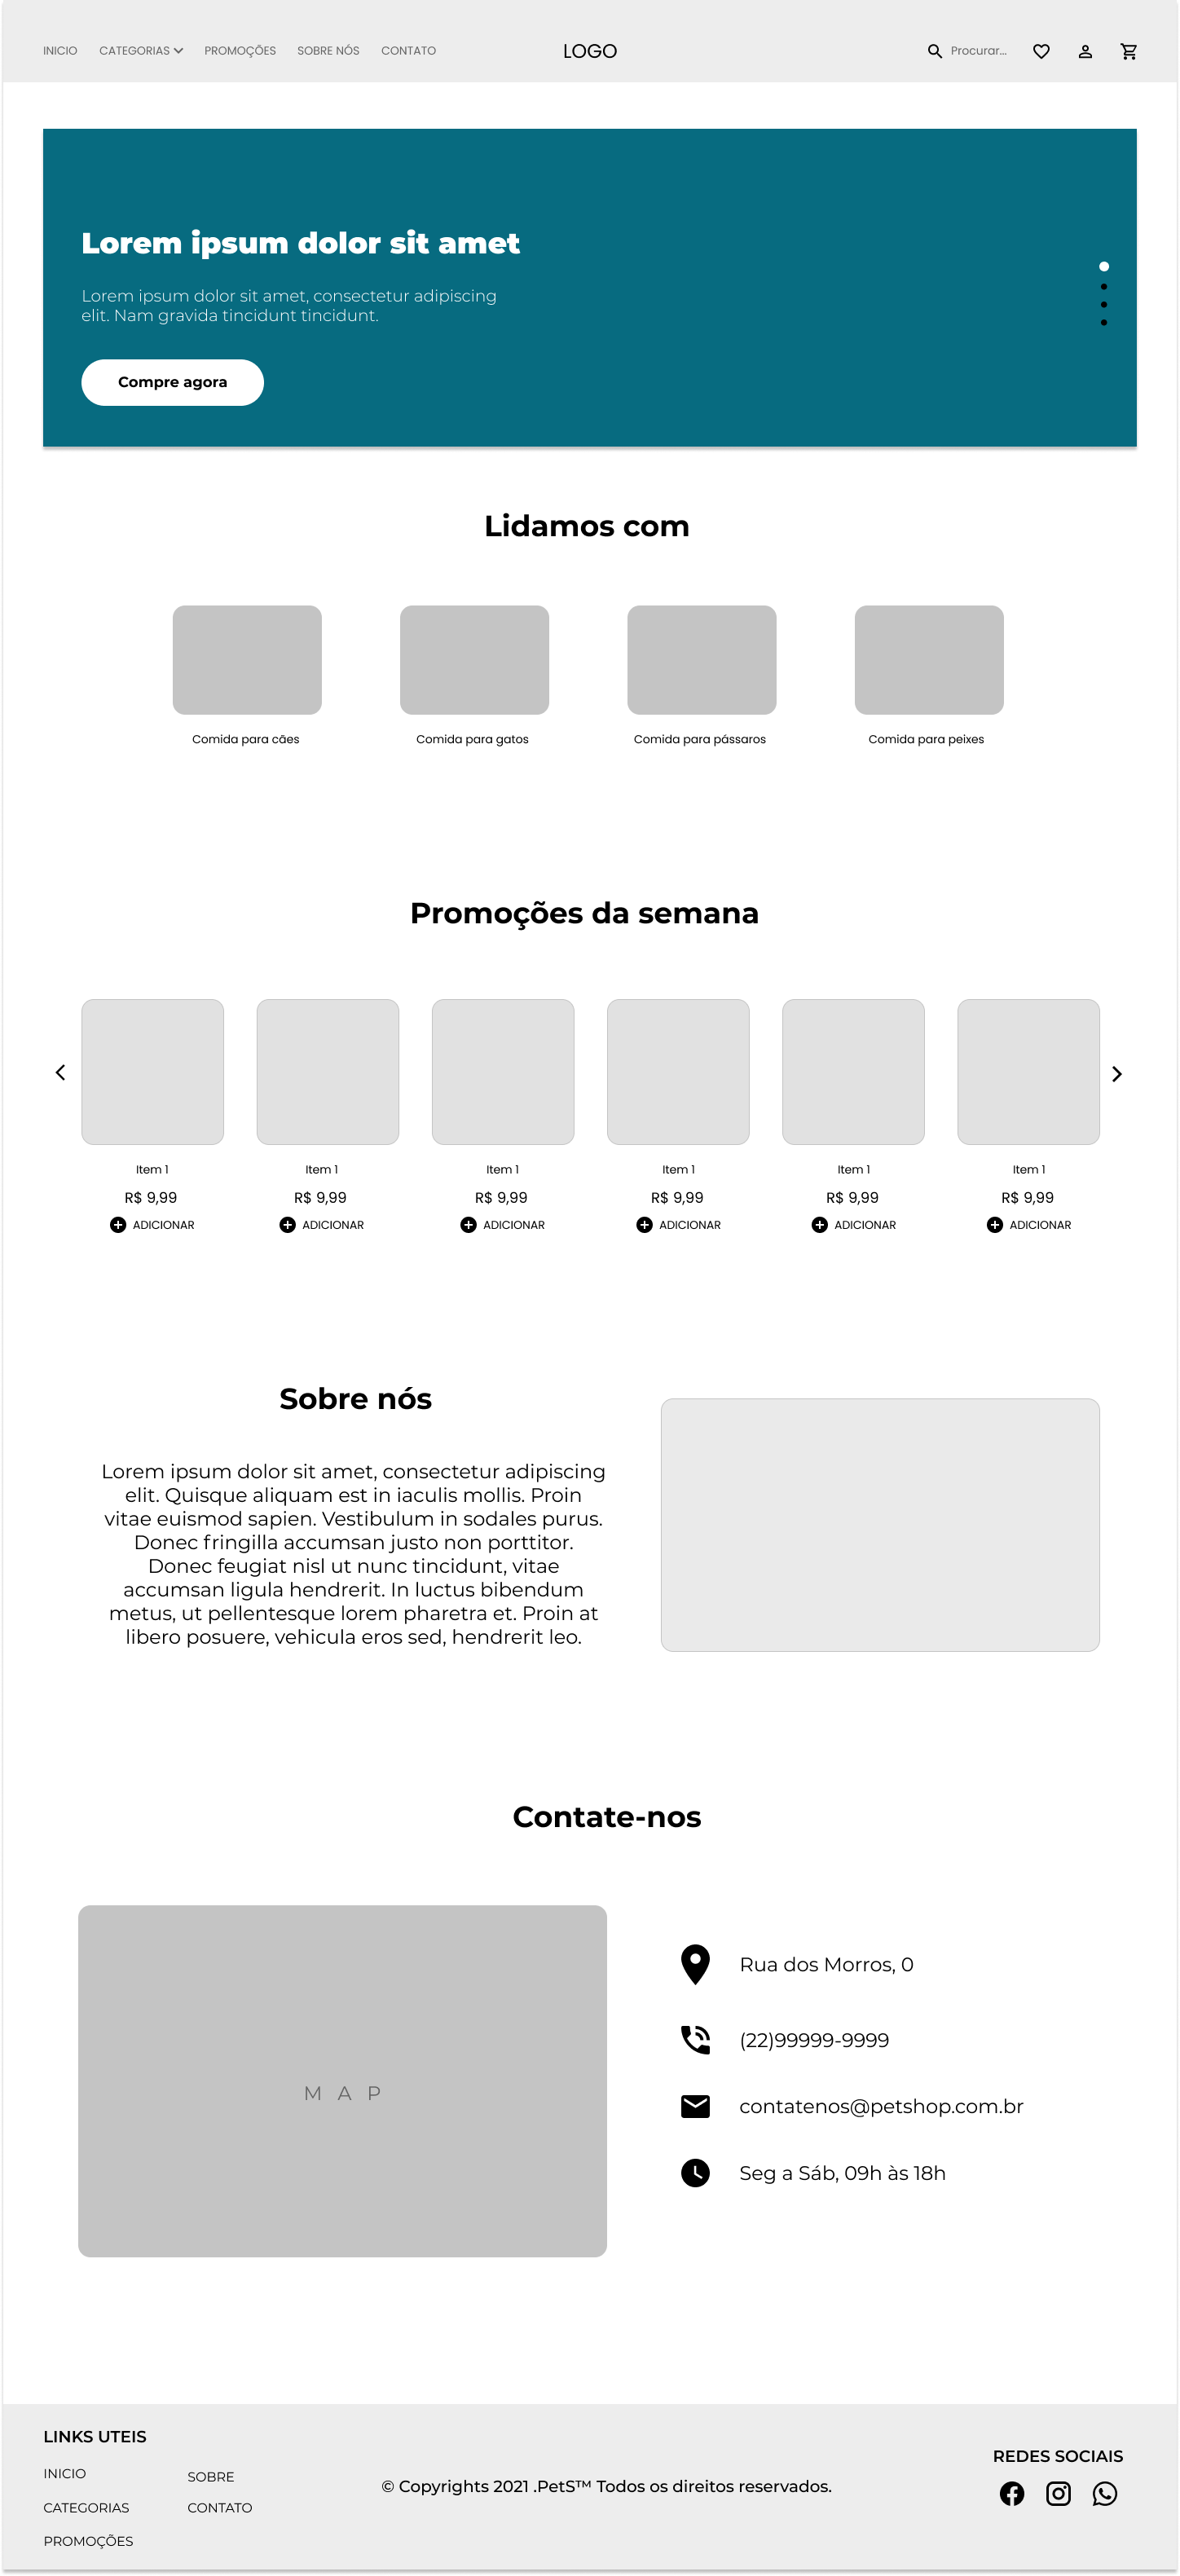 INICIO CATEGORIAS PROMOÇÕES SOBRE NÓS CONTATO LOGO Procurar...
Lorem ipsum dolor sit amet
Lorem ipsum dolor sit amet, consectetur adipiscing
elit. Nam gravida tincidunt tincidunt.
Compre agora
Lidamos com
Comida para cães Comida para gatos Comida para pássaros Comida para peixes
Promoções da semana
Item 1 Item 1 Item 1 Item 1 Item 1 Item 1
R$ 9,99 R$ 9,99 R$ 9,99 R$ 9,99 R$ 9,99 R$ 9,99
ADICIONAR ADICIONAR ADICIONAR ADICIONAR ADICIONAR ADICIONAR
Sobre nós
Lorem ipsum dolor sit amet, consectetur adipiscing
elit. Quisque aliquam est in iaculis mollis. Proin
vitae euismod sapien. Vestibulum in sodales purus.
Donec fringilla accumsan justo non porttitor.
Donec feugiat nisl ut nunc tincidunt, vitae
accumsan ligula hendrerit. In luctus bibendum
metus, ut pellentesque lorem pharetra et. Proin at
libero posuere, vehicula eros sed, hendrerit leo.
Contate-nos
MAP
Rua dos Morros, 0
(22)99999-9999
contatenos@petshop.com.br
Seg a Sáb, 09h às 18h
LINKS UTEIS
INICIO
CATEGORIAS
PROMOÇÕES
SOBRE
CONTATO
© Copyrights 2021 .PetS™ Todos os direitos reservados.
REDES SOCIAIS